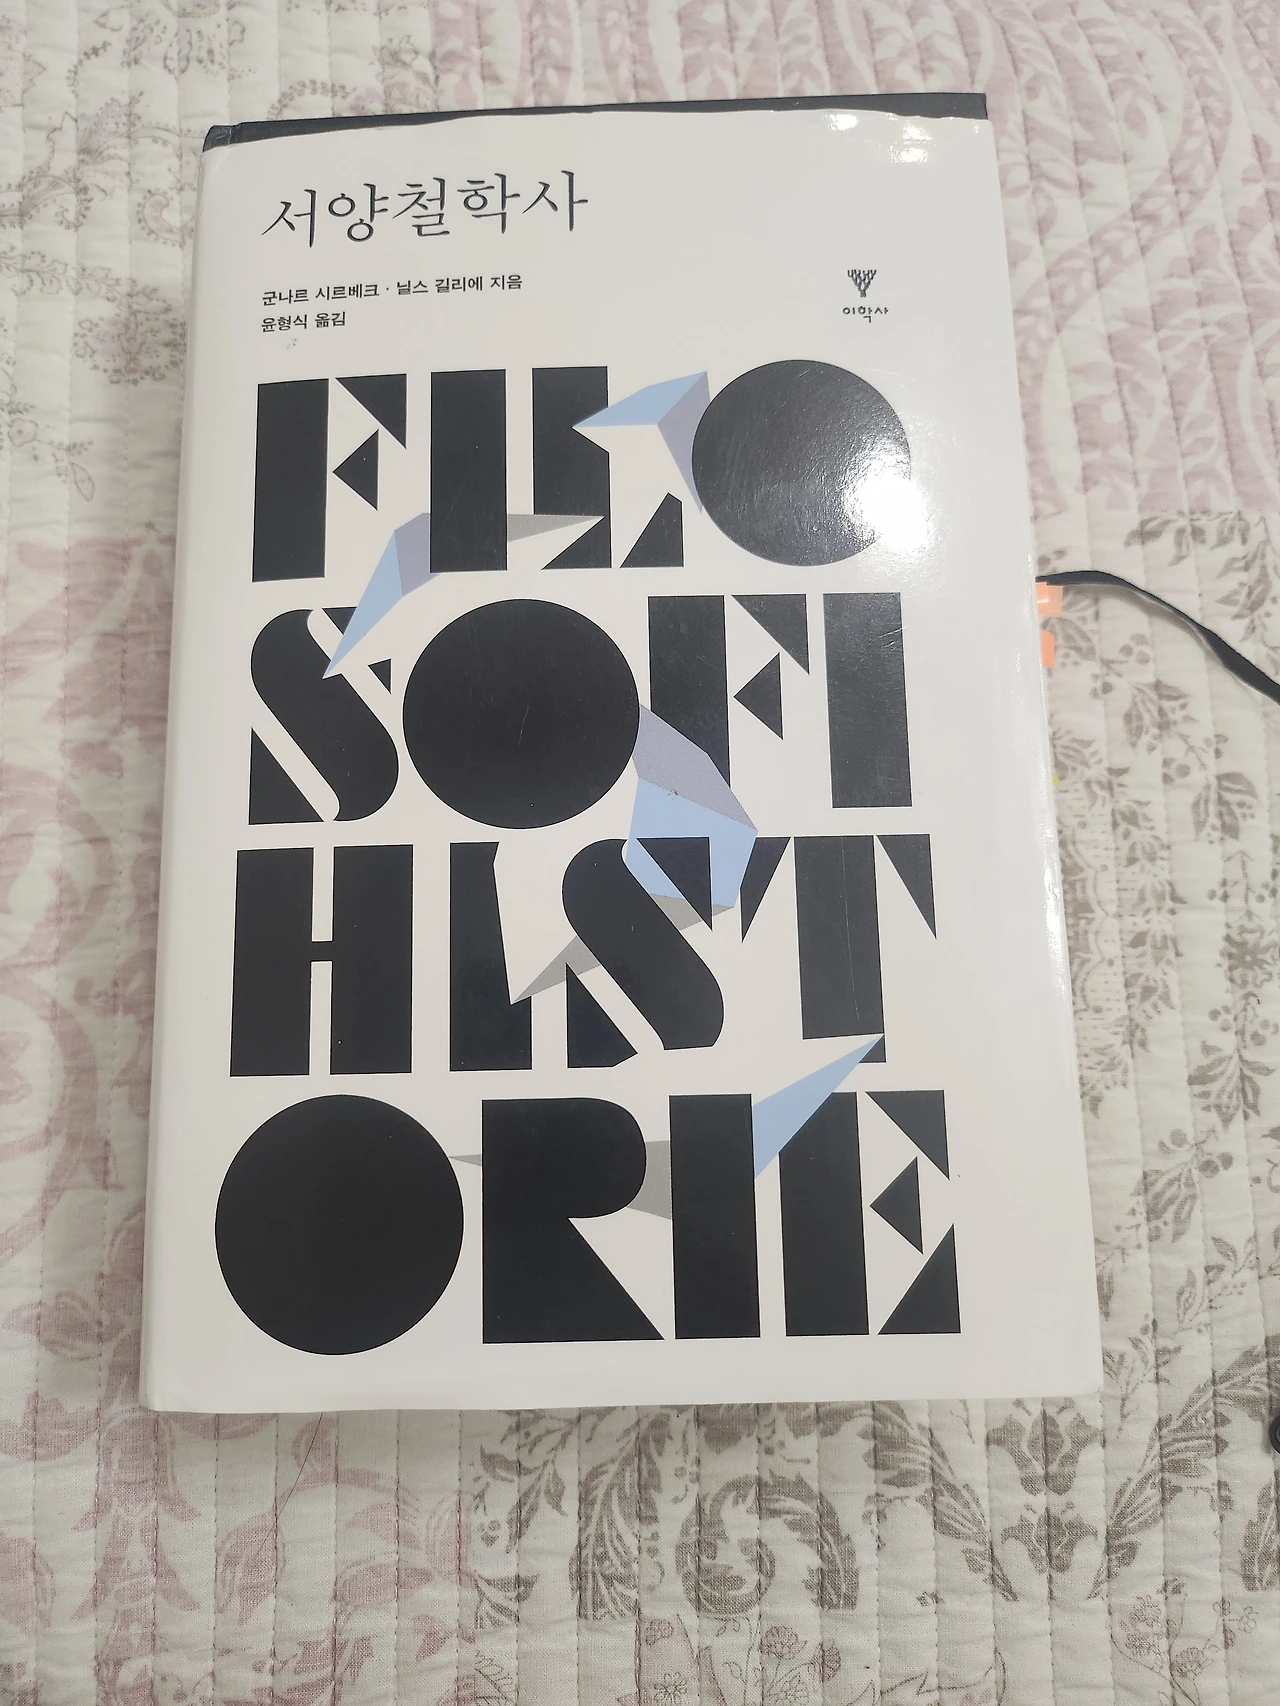 서양철학사
군나르 시르베크 · 닐스 길리에 지음
윤형식 옮김
이학사
FILO
SOFI
HIST
ORIE